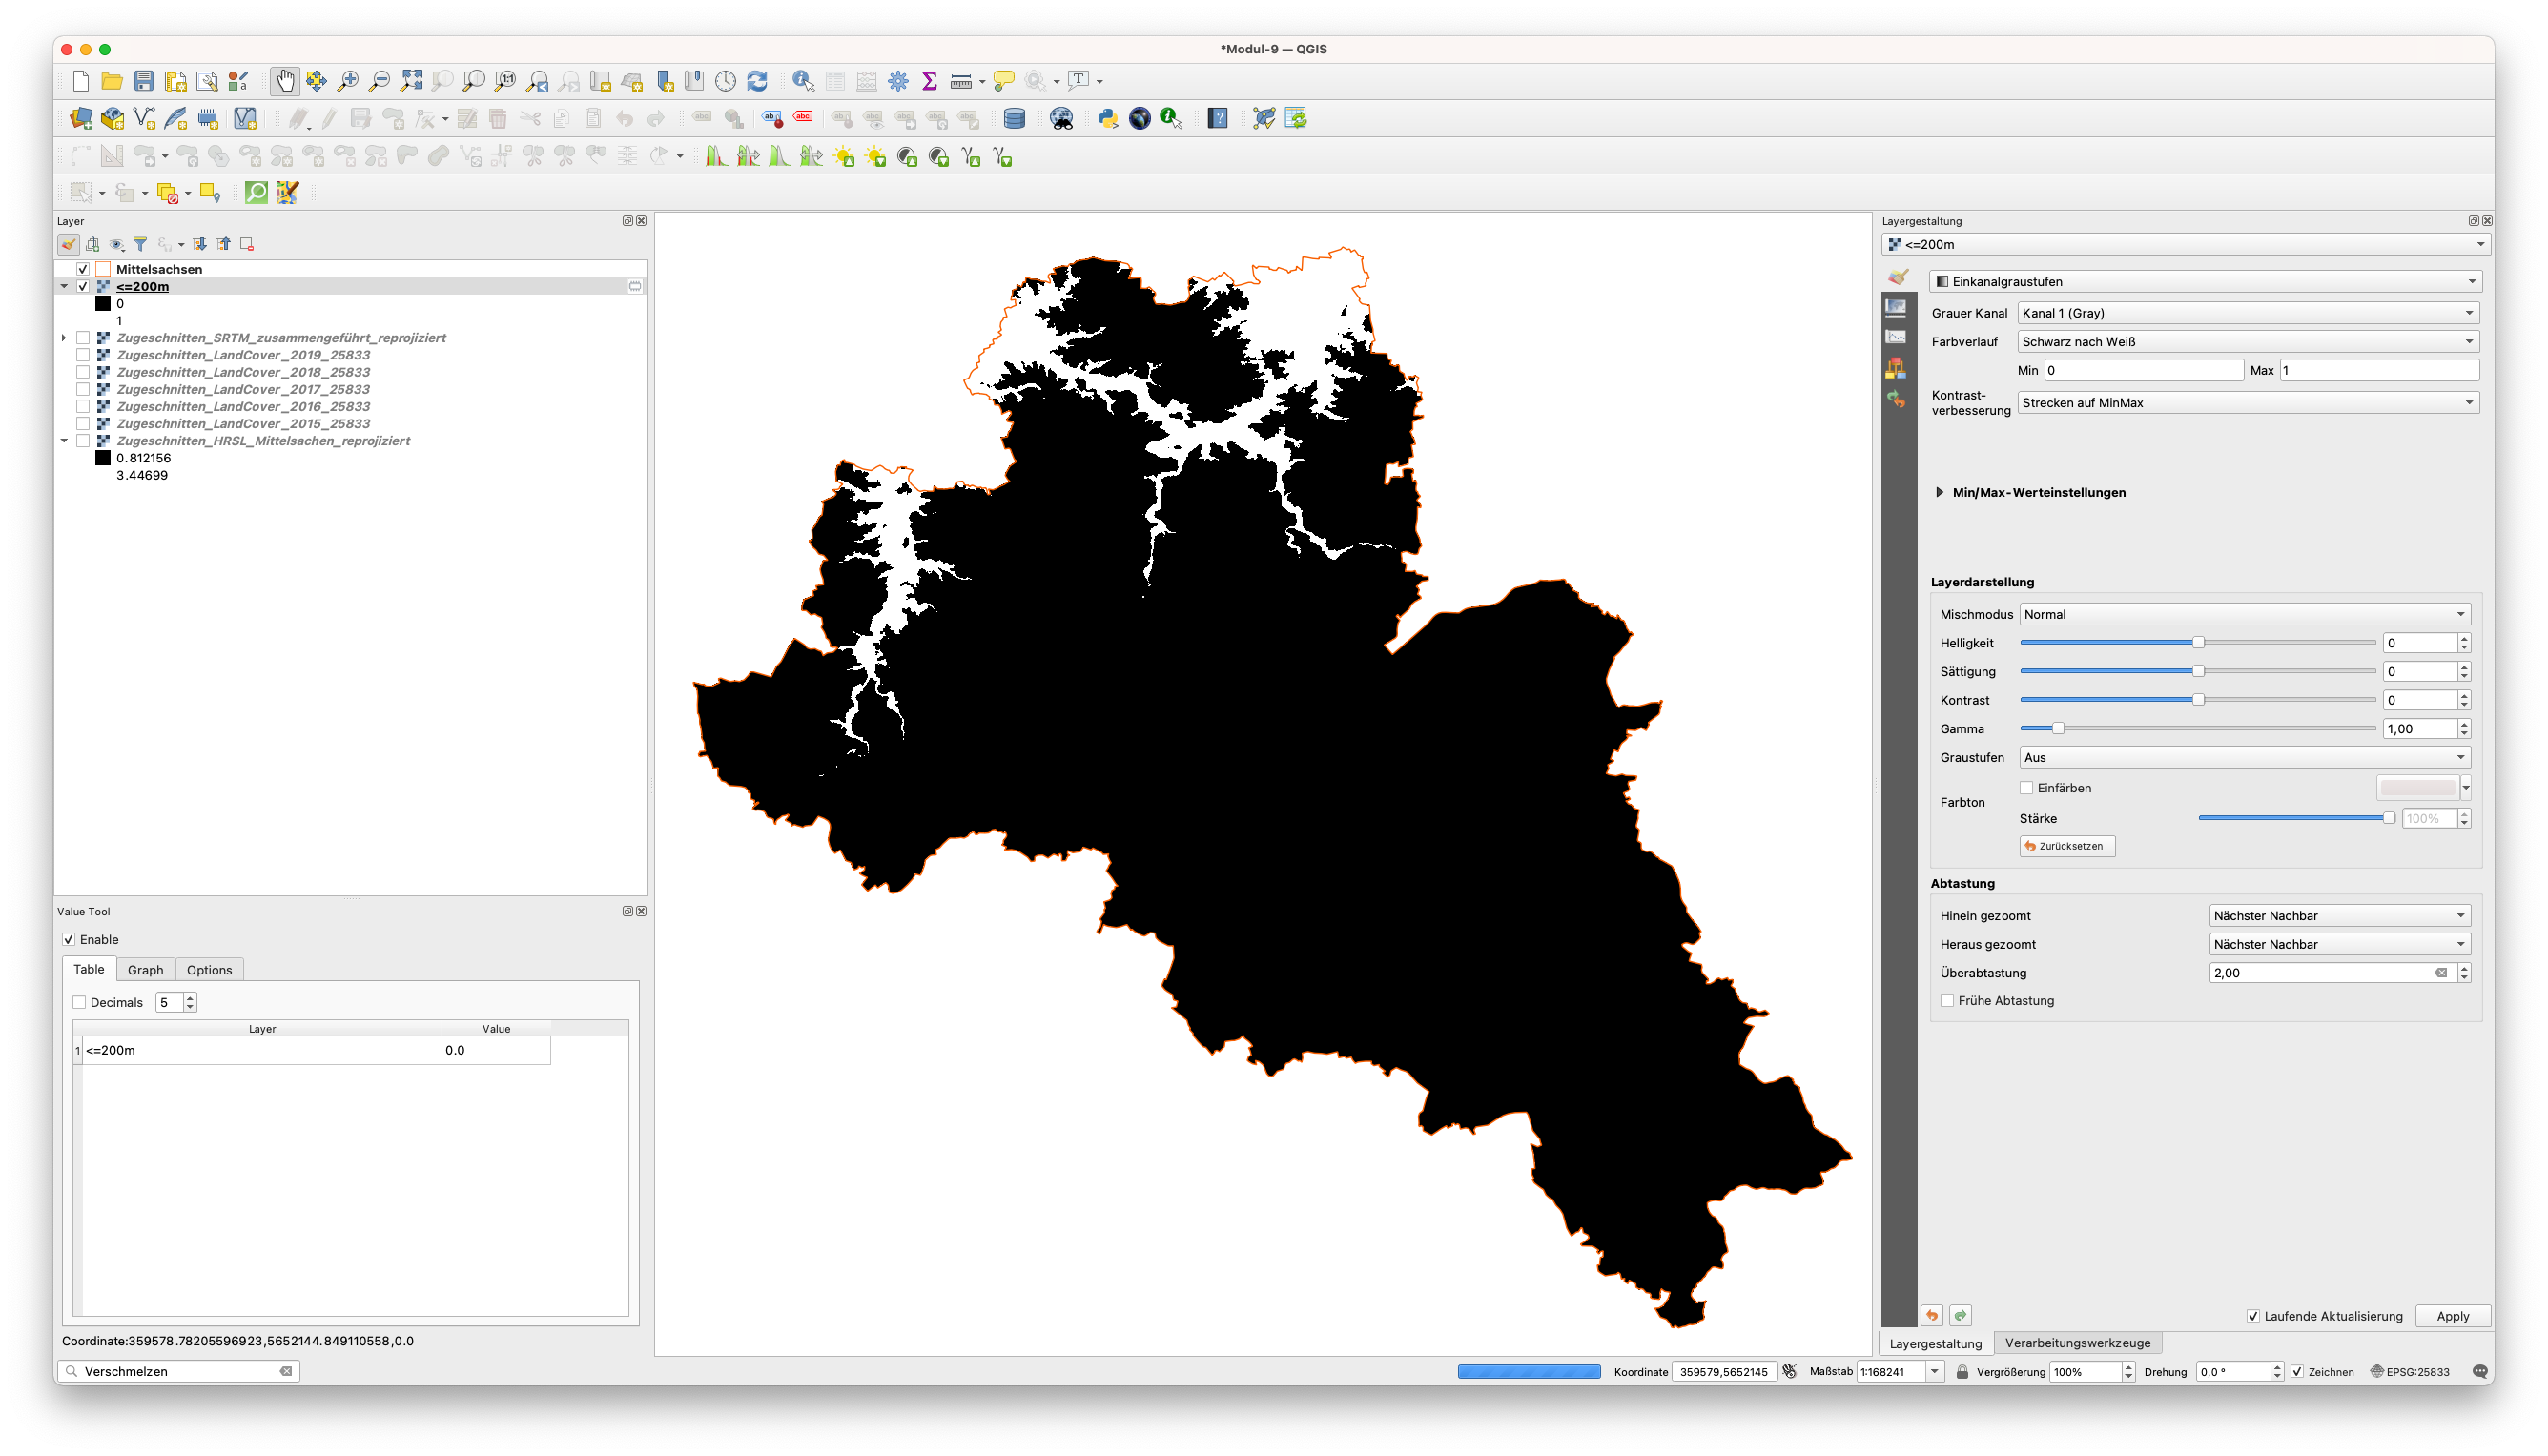 *Modul-9 — QGIS
Layer
Mittelsachsen
<=200m
0
1
Zugeschnitten_SRTM_zusammengeführt_reprojiziert
Zugeschnitten_LandCover_2019_25833
Zugeschnitten_LandCover_2018_25833
Zugeschnitten_LandCover_2017_25833
Zugeschnitten_LandCover_2016_25833
Zugeschnitten_LandCover_2015_25833
Zugeschnitten_HRSL_Mittelsachen_reprojiziert
0.812156
3.44699
Value Tool
Enable
Table Graph Options
Decimals 5
Layer Value
1 <=200m 0.0
Coordinate:359578.78205596923,5652144.849110558,0.0
Verschmelzen
Layergestaltung
<=200m
Einkanalgraustufen
Grauer Kanal Kanal 1 (Gray)
Farbverlauf Schwarz nach Weiß
Min 0 Max 1
Kontrast-
verbesserung Strecken auf MinMax
Min/Max-Werteinstellungen
Layerdarstellung
Mischmodus Normal
Helligkeit 0
Sättigung 0
Kontrast 0
Gamma 1,00
Graustufen Aus
Farbton Einfärben
Stärke 100%
Zurücksetzen
Abtastung
Hinein gezoomt Nächster Nachbar
Heraus gezoomt Nächster Nachbar
Überabtastung 2,00
Frühe Abtastung
Laufende Aktualisierung Apply
Layergestaltung Verarbeitungswerkzeuge
Koordinate 359579,5652145 Maßstab 1:168241 Vergrößerung 100% Drehung 0,0 ° Zeichnen EPSG:25833